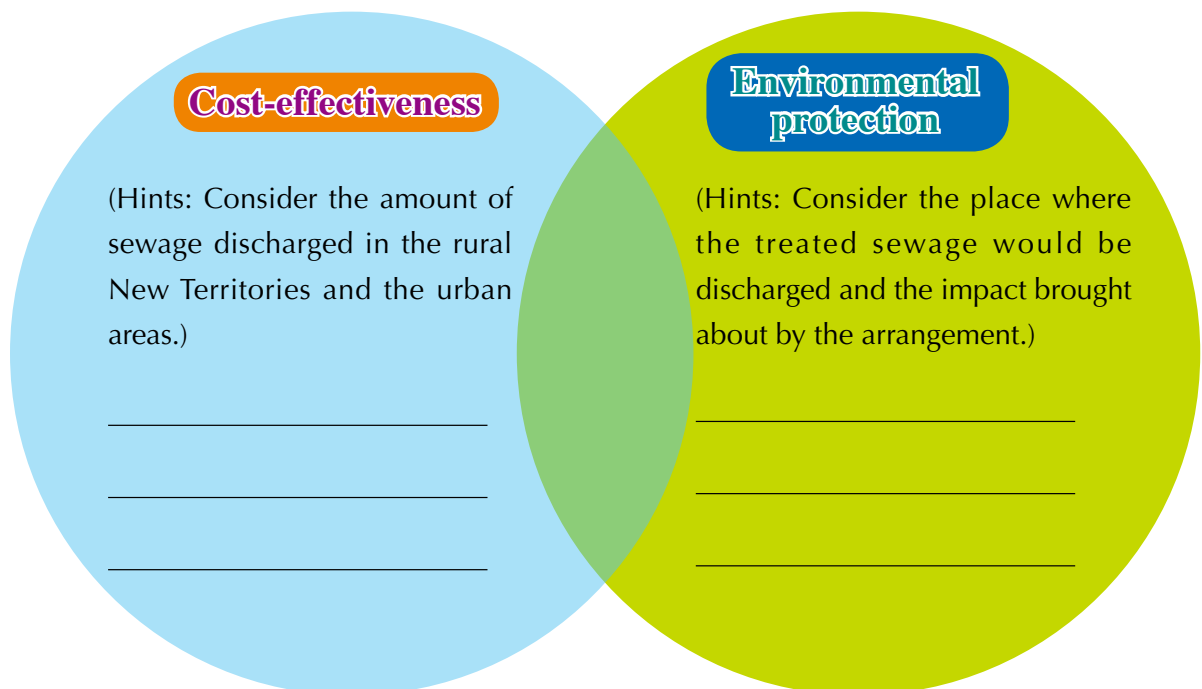 Cost-effectiveness
(Hints: Consider the amount of
sewage discharged in the rural
New Territories and the urban
areas.)
Environmental
protection
(Hints: Consider the place where
the treated sewage would be
discharged and the impact brought
about by the arrangement.)